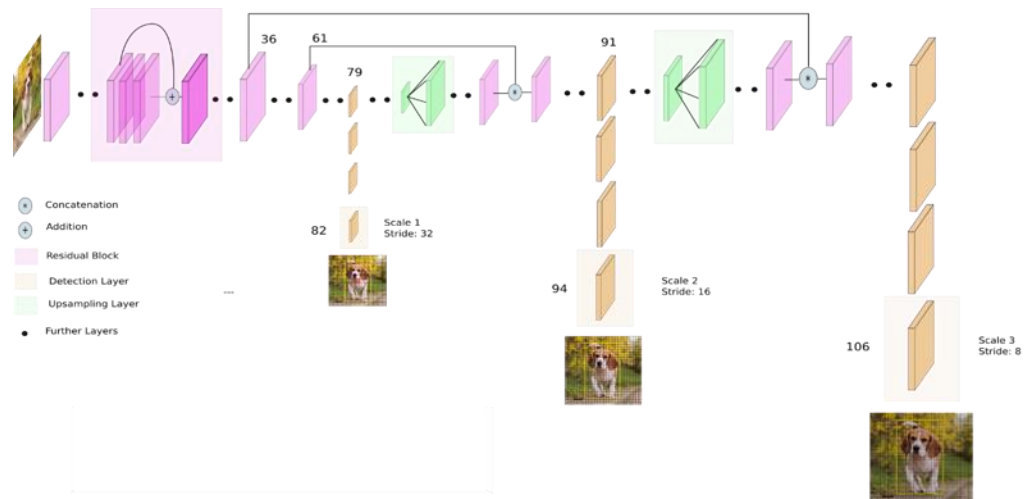 36
61
79
91
Concatenation
Addition
Residual Block
Detection Layer
Upsampling Layer
Further Layers
...
82
Scale 1
Stride: 32
94
Scale 2
Stride: 16
106
Scale 3
Stride: 8